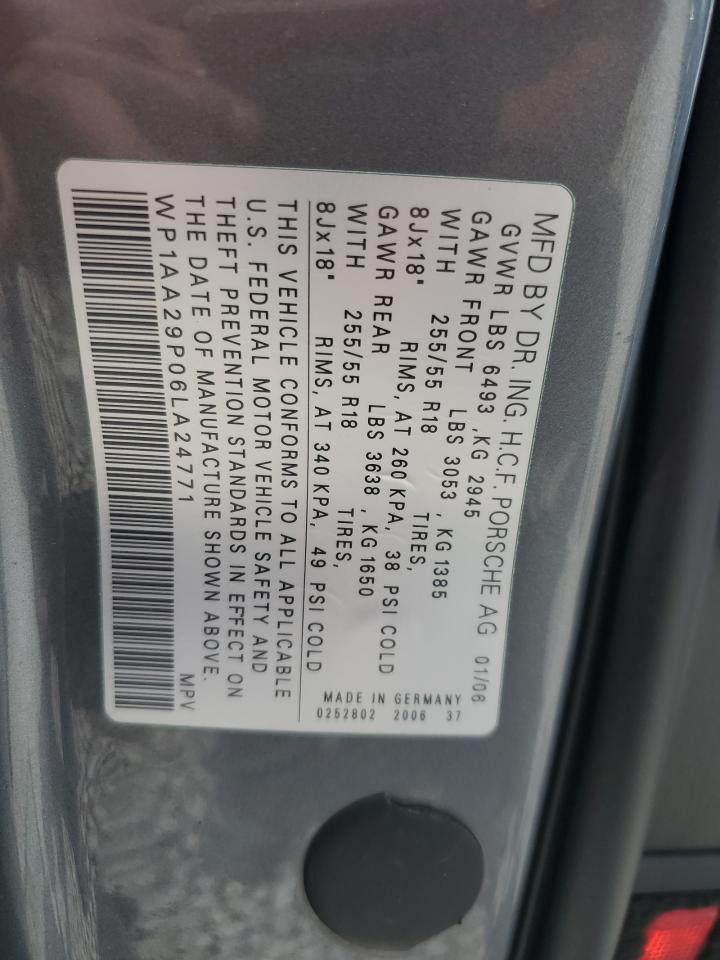 MFD BY DR. ING. H.C.F. PORSCHE AG 01/06
GVWR LBS 6493 ,KG 2945
GAWR FRONT LBS 3053 , KG 1385
WITH 255/55 R18 TIRES,
8Jx18" RIMS, AT 260 KPA, 38 PSI COLD
GAWR REAR LBS 3638 , KG 1650
WITH 255/55 R18 TIRES,
8Jx18" RIMS, AT 340 KPA, 49 PSI COLD
THIS VEHICLE CONFORMS TO ALL APPLICABLE
U.S. FEDERAL MOTOR VEHICLE SAFETY AND
THEFT PREVENTION STANDARDS IN EFFECT ON
THE DATE OF MANUFACTURE SHOWN ABOVE.
WP1AA29P06LA24771 MPV
MADE IN GERMANY
0252802 2006 37